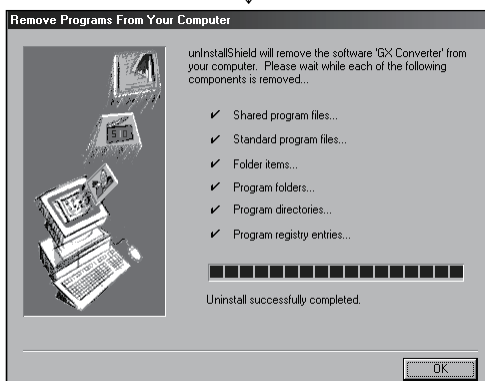 Remove Programs From Your Computer
unInstallShield will remove the software 'GX Converter' from
your computer. Please wait while each of the following
components is removed...
✔ Shared program files...
✔ Standard program files...
✔ Folder items...
✔ Program folders...
✔ Program directories...
✔ Program registry entries...
Uninstall successfully completed.
OK